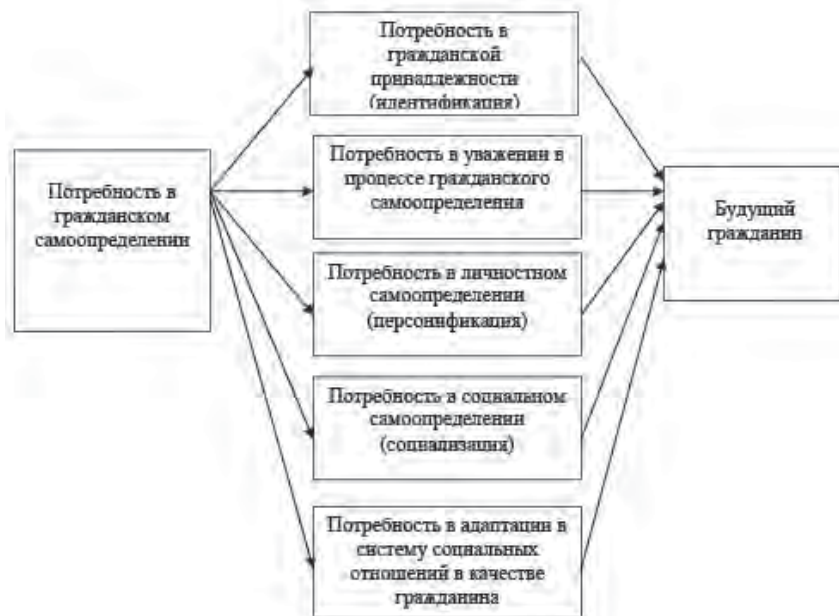 Потребность в
гражданской
принадлежности
(идентификация)
Потребность в
гражданском
самоопределении
Потребность в уважении в
процессе гражданского
самоопределения
Потребность в личностном
самоопределении
(персонификация)
Потребность в социальном
самоопределении
(социализация)
Потребность в адаптации в
систему социальных
отношений в качестве
гражданина
Будущий
гражданин